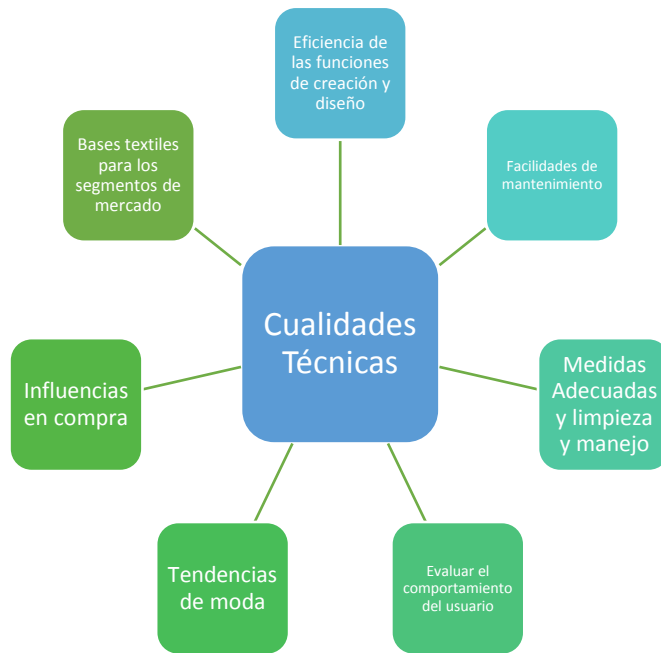 Eficiencia de
las funciones
de creación y
diseño
Facilidades de
mantenimiento
Medidas
Adecuadas
y limpieza
y manejo
Evaluar el
comportamiento
del usuario
Tendencias
de moda
Influencias
en compra
Bases textiles
para los
segmentos de
mercado
Cualidades
Técnicas